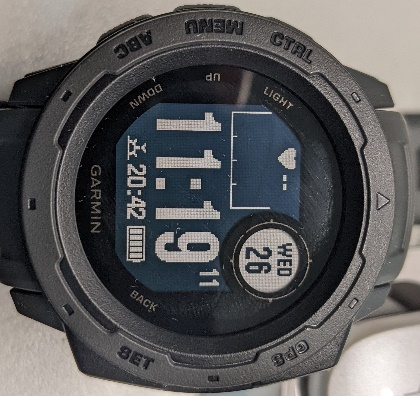 CTRL
MENU
ABC
LIGHT
UP
DOWN
--
WED
26
11:19 11
20:42
GARMIN
BACK
SET
GPS